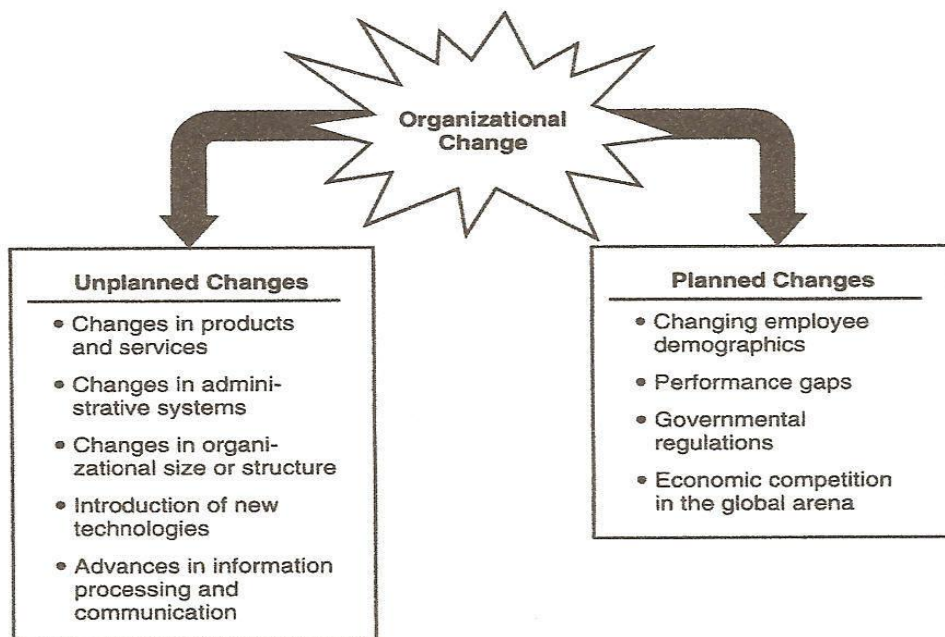 Organizational
Change
Unplanned Changes
• Changes in products
and services
• Changes in admini-
strative systems
• Changes in organi-
zational size or structure
• Introduction of new
technologies
• Advances in information
processing and
communication
Planned Changes
• Changing employee
demographics
• Performance gaps
• Governmental
regulations
• Economic competition
in the global arena